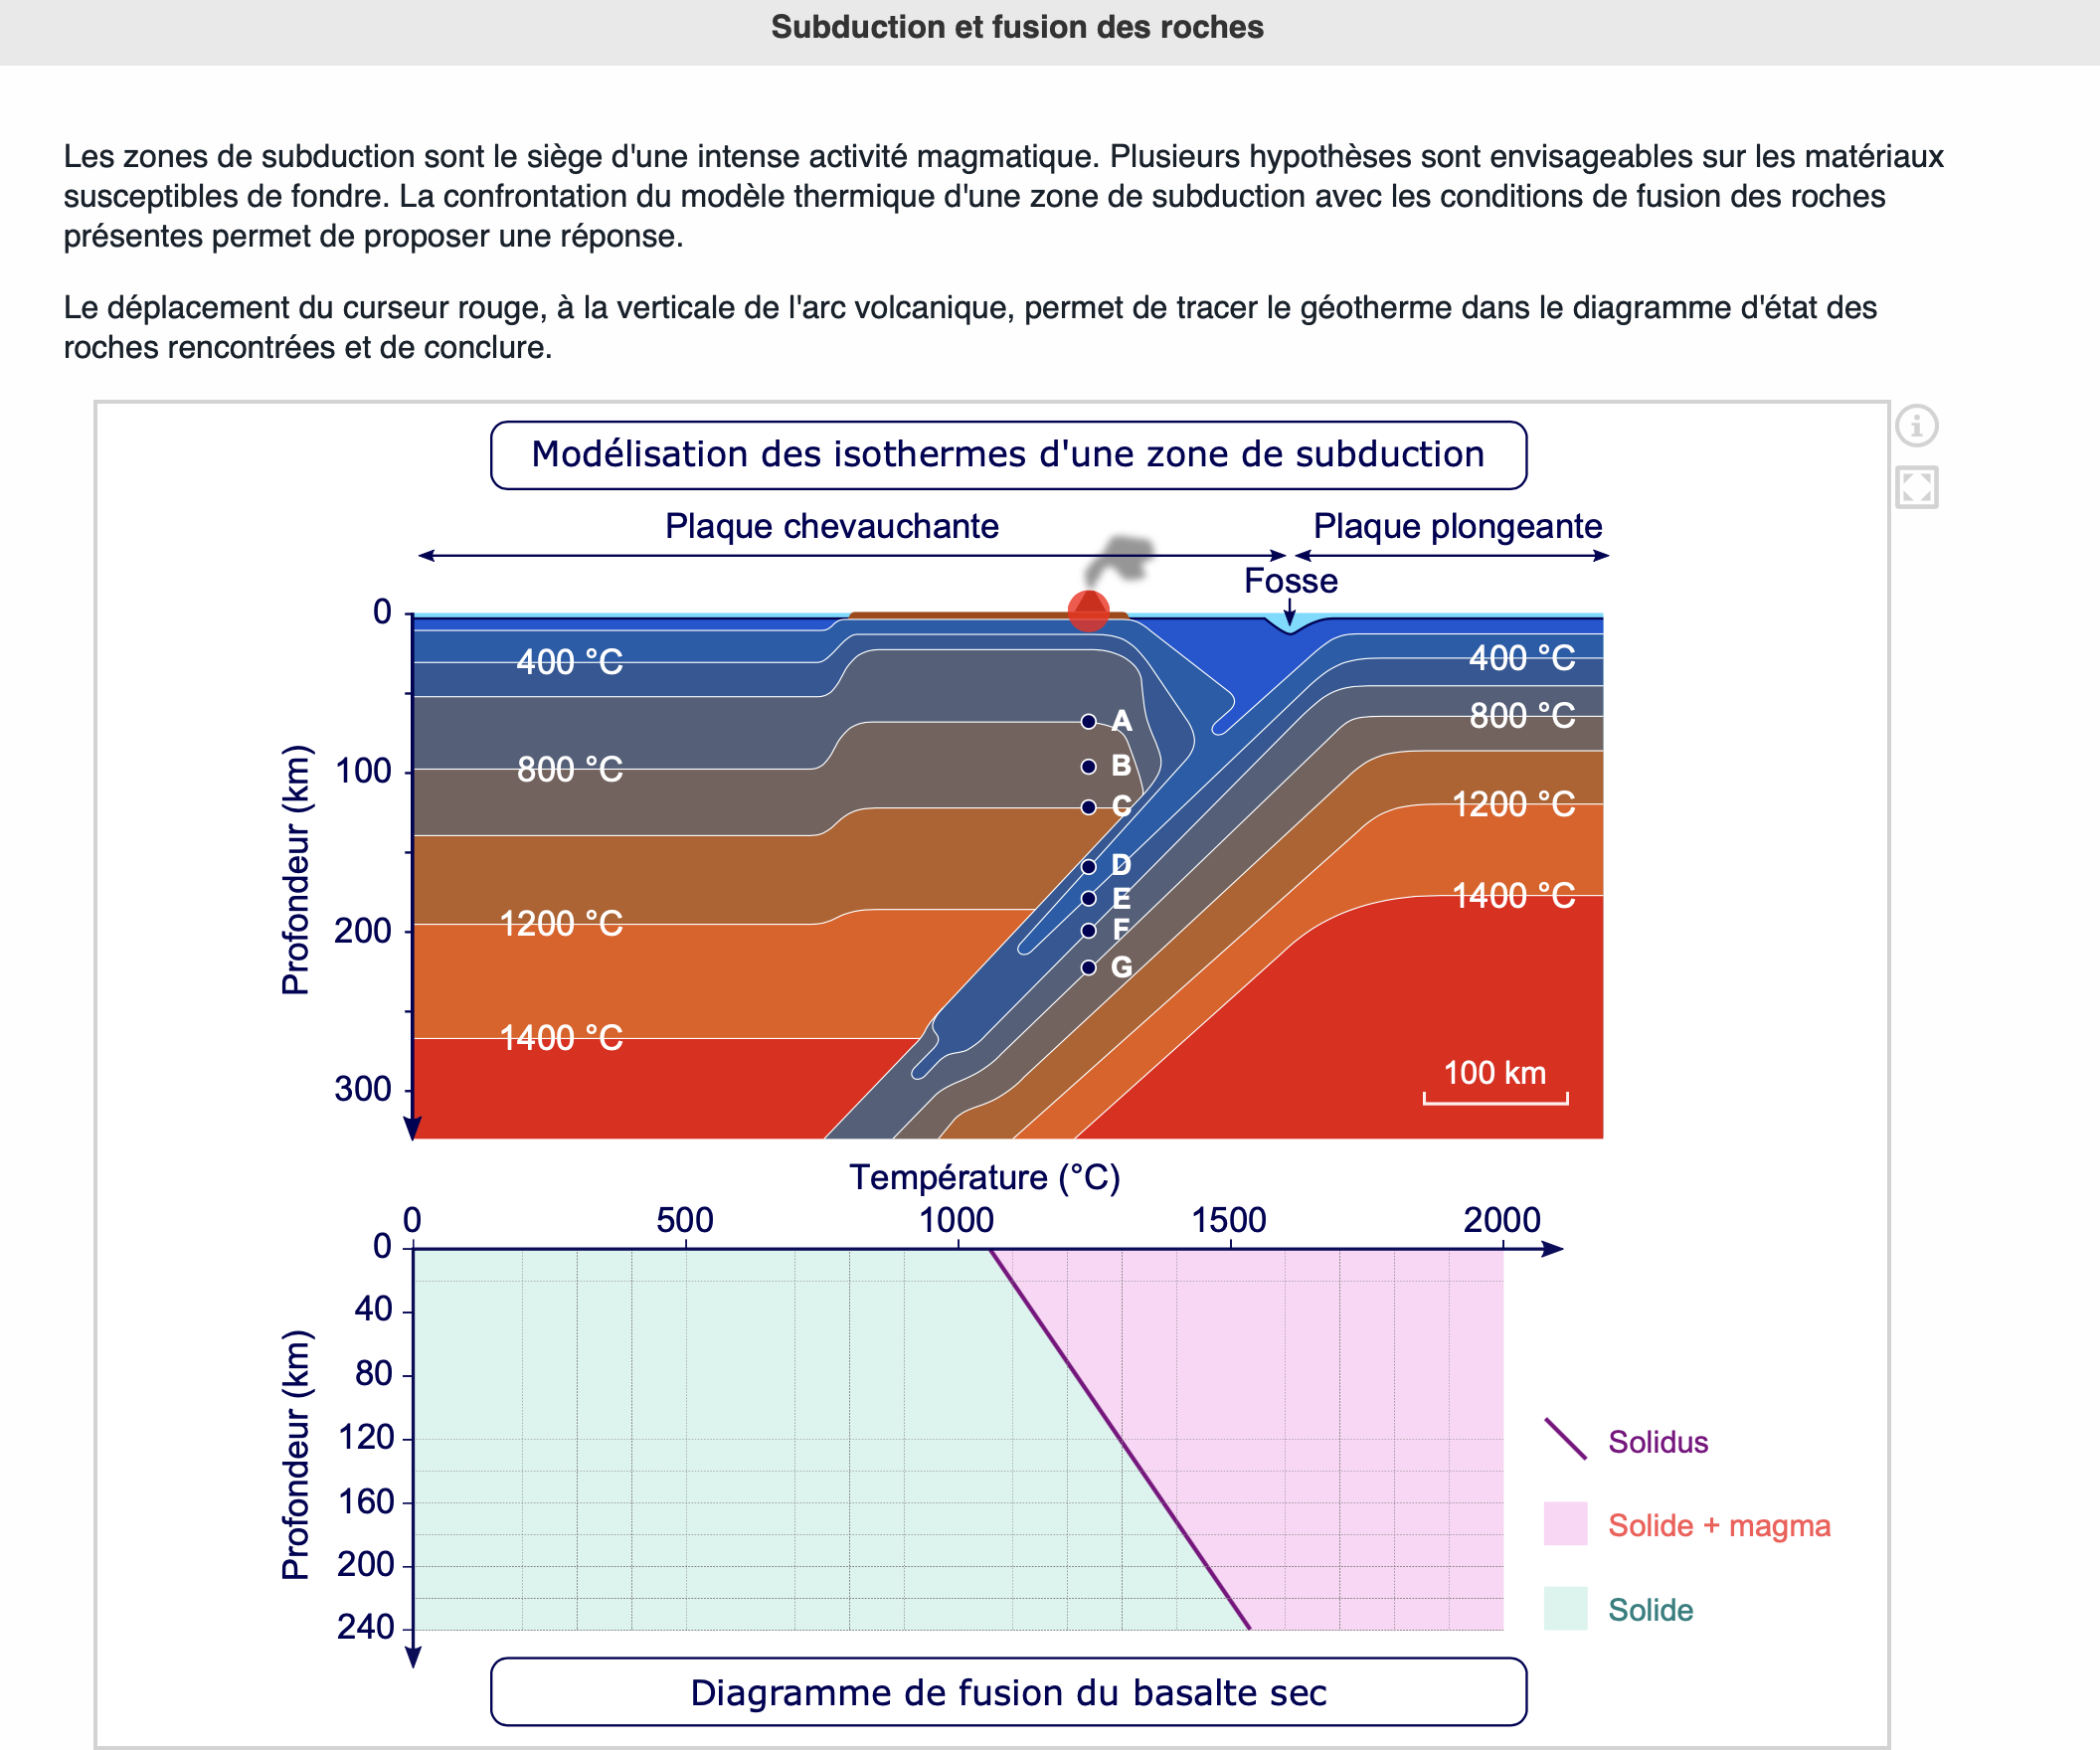 Subduction et fusion des roches
Les zones de subduction sont le siège d'une intense activité magmatique. Plusieurs hypothèses sont envisageables sur les matériaux
susceptibles de fondre. La confrontation du modèle thermique d'une zone de subduction avec les conditions de fusion des roches
présentes permet de proposer une réponse.
Le déplacement du curseur rouge, à la verticale de l'arc volcanique, permet de tracer le géotherme dans le diagramme d'état des
roches rencontrées et de conclure.
Modélisation des isothermes d'une zone de subduction
Plaque chevauchante
Plaque plongeante
Fosse
Profondeur (km)
0
100
200
300
400 °C
800 °C
1200 °C
1400 °C
A
B
C
D
E
F
G
400 °C
800 °C
1200 °C
1400 °C
100 km
Température (°C)
0 500 1000 1500 2000
Profondeur (km)
0
40
80
120
160
200
240
Solidus
Solide + magma
Solide
Diagramme de fusion du basalte sec